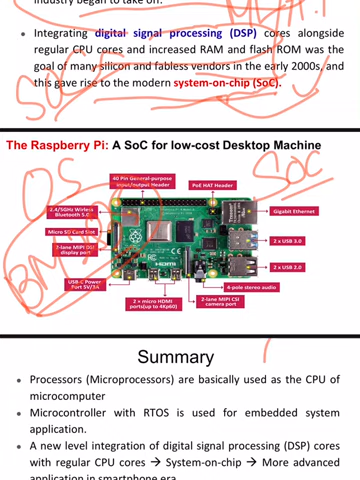 industry began to take off.
• Integrating digital signal processing (DSP) cores alongside
regular CPU cores and increased RAM and flash ROM was the
goal of many silicon and fabless vendors in the early 2000s, and
this gave rise to the modern system-on-chip (SoC).
SOC
The Raspberry Pi: A SoC for low-cost Desktop Machine
OS
SOC
40 Pin General-purpose
input/output Header
PoE HAT Header
2.4/5GHz Wirless
Bluetooth 5.0
Gigabit Ethernet
Micro SD Card Slot
2 x USB 3.0
2-lane MIPI DSI
display port
2 x USB 2.0
USB-C Power
Port 5V/3A
HDMI
4-pole stereo audio
2 × micro HDMI
ports(up to 4Kp60)
2-lane MIPI CSI
camera port
Summary
• Processors (Microprocessors) are basically used as the CPU of
microcomputer
• Microcontroller with RTOS is used for embedded system
application.
• A new level integration of digital signal processing (DSP) cores
with regular CPU cores → System-on-chip → More advanced
application in smartphone era